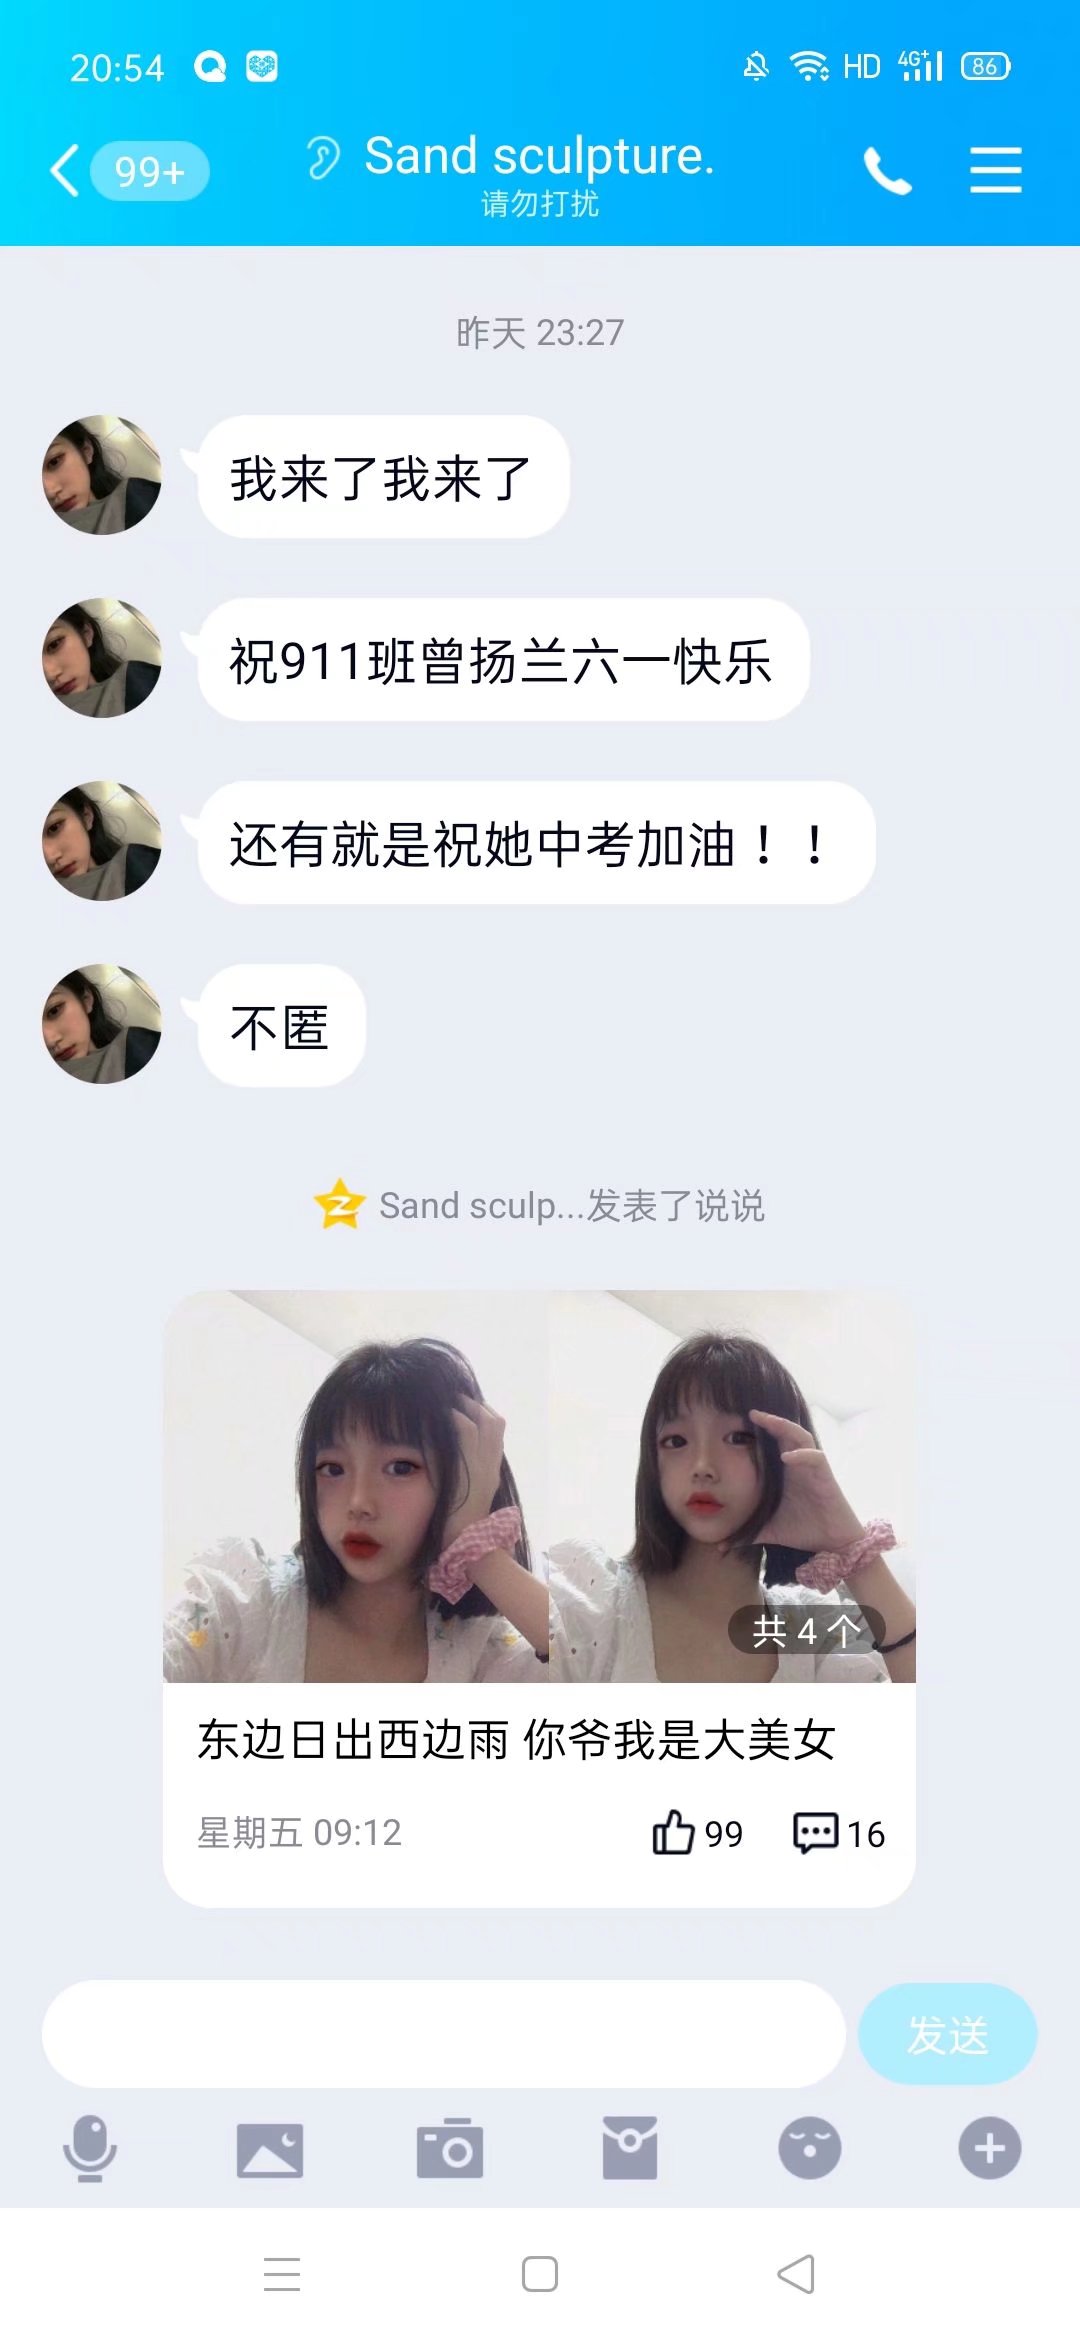 20:54
HD 4G+ 86
99+
Sand sculpture.
请勿打扰
昨天 23:27
我来了我来了
祝911班曾扬兰六一快乐
还有就是祝她中考加油！！
不匿
Sand sculp...发表了说说
共 4 个
东边日出西边雨 你爷我是大美女
星期五 09:12
99
16
发送